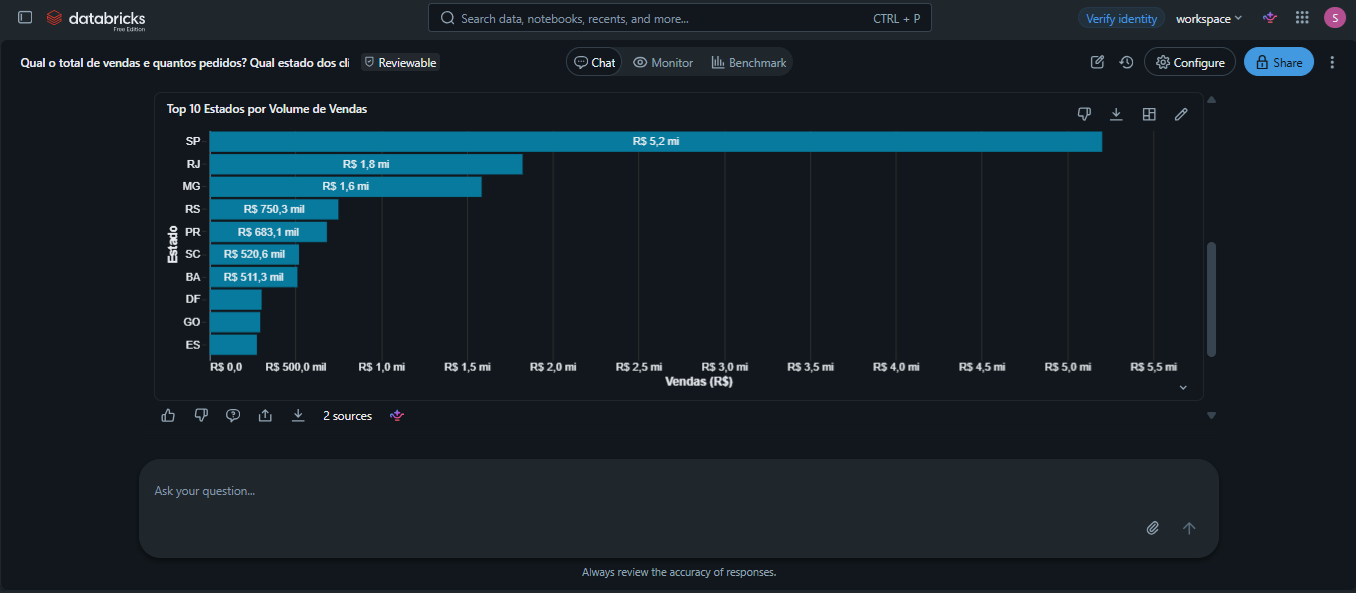 databricks
Free Edition
Search data, notebooks, recents, and more...
CTRL + P
Verify identity
workspace
S
Qual o total de vendas e quantos pedidos? Qual estado dos cli
Reviewable
Chat
Monitor
Benchmark
Configure
Share
Top 10 Estados por Volume de Vendas
Estado
SP R$ 5,2 mi
RJ R$ 1,8 mi
MG R$ 1,6 mi
RS R$ 750,3 mil
PR R$ 683,1 mil
SC R$ 520,6 mil
BA R$ 511,3 mil
DF
GO
ES
R$ 0,0 R$ 500,0 mil R$ 1,0 mi R$ 1,5 mi R$ 2,0 mi R$ 2,5 mi R$ 3,0 mi R$ 3,5 mi R$ 4,0 mi R$ 4,5 mi R$ 5,0 mi R$ 5,5 mi
Vendas (R$)
2 sources
Ask your question...
Always review the accuracy of responses.